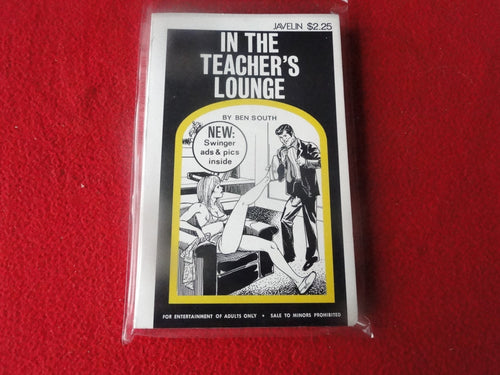 JAVELIN $2.25
IN THE
TEACHER'S
LOUNGE
BY BEN SOUTH
NEW:
Swinger
ads & pics
inside
FOR ENTERTAINMENT OF ADULTS ONLY • SALE TO MINORS PROHIBITED